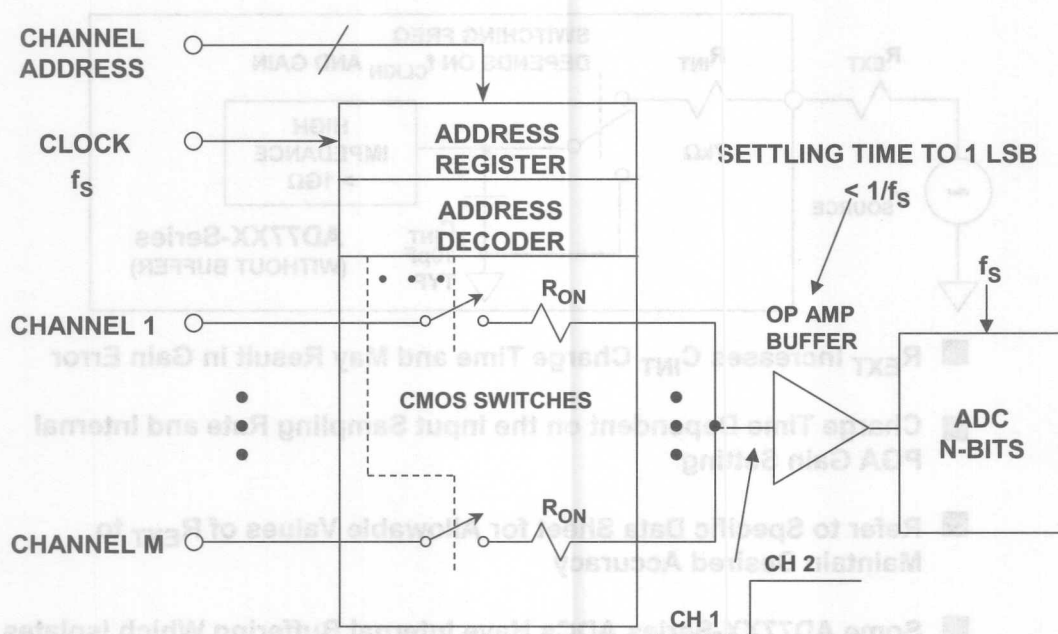 CHANNEL
ADDRESS
CLOCK
fS
ADDRESS
REGISTER
ADDRESS
DECODER
SETTLING TIME TO 1 LSB
< 1/fS
fS
CHANNEL 1
RON
OP AMP
BUFFER
CMOS SWITCHES
ADC
N-BITS
CHANNEL M
RON
CH 2
CH 1